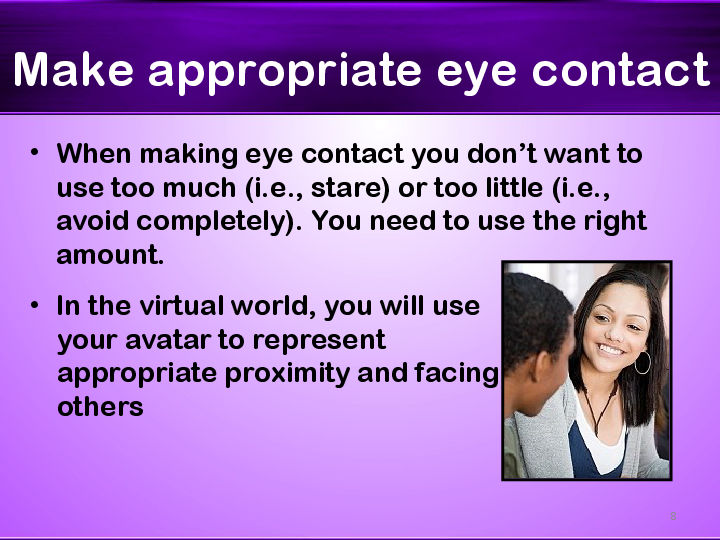 Make appropriate eye contact
• When making eye contact you don’t want to
use too much (i.e., stare) or too little (i.e.,
avoid completely). You need to use the right
amount.
• In the virtual world, you will use
your avatar to represent
appropriate proximity and facing
others
8